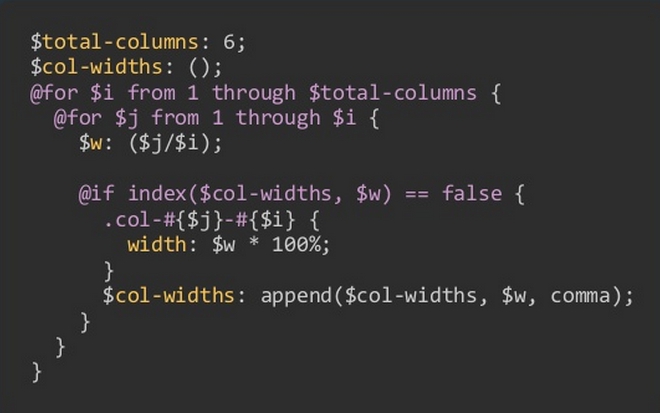 $total-columns: 6;
$col-widths: ();
@for $i from 1 through $total-columns {
  @for $j from 1 through $i {
    $w: ($j/$i);

    @if index($col-widths, $w) == false {
      .col-#{$j}-#{$i} {
        width: $w * 100%;
      }
      $col-widths: append($col-widths, $w, comma);
    }
  }
}